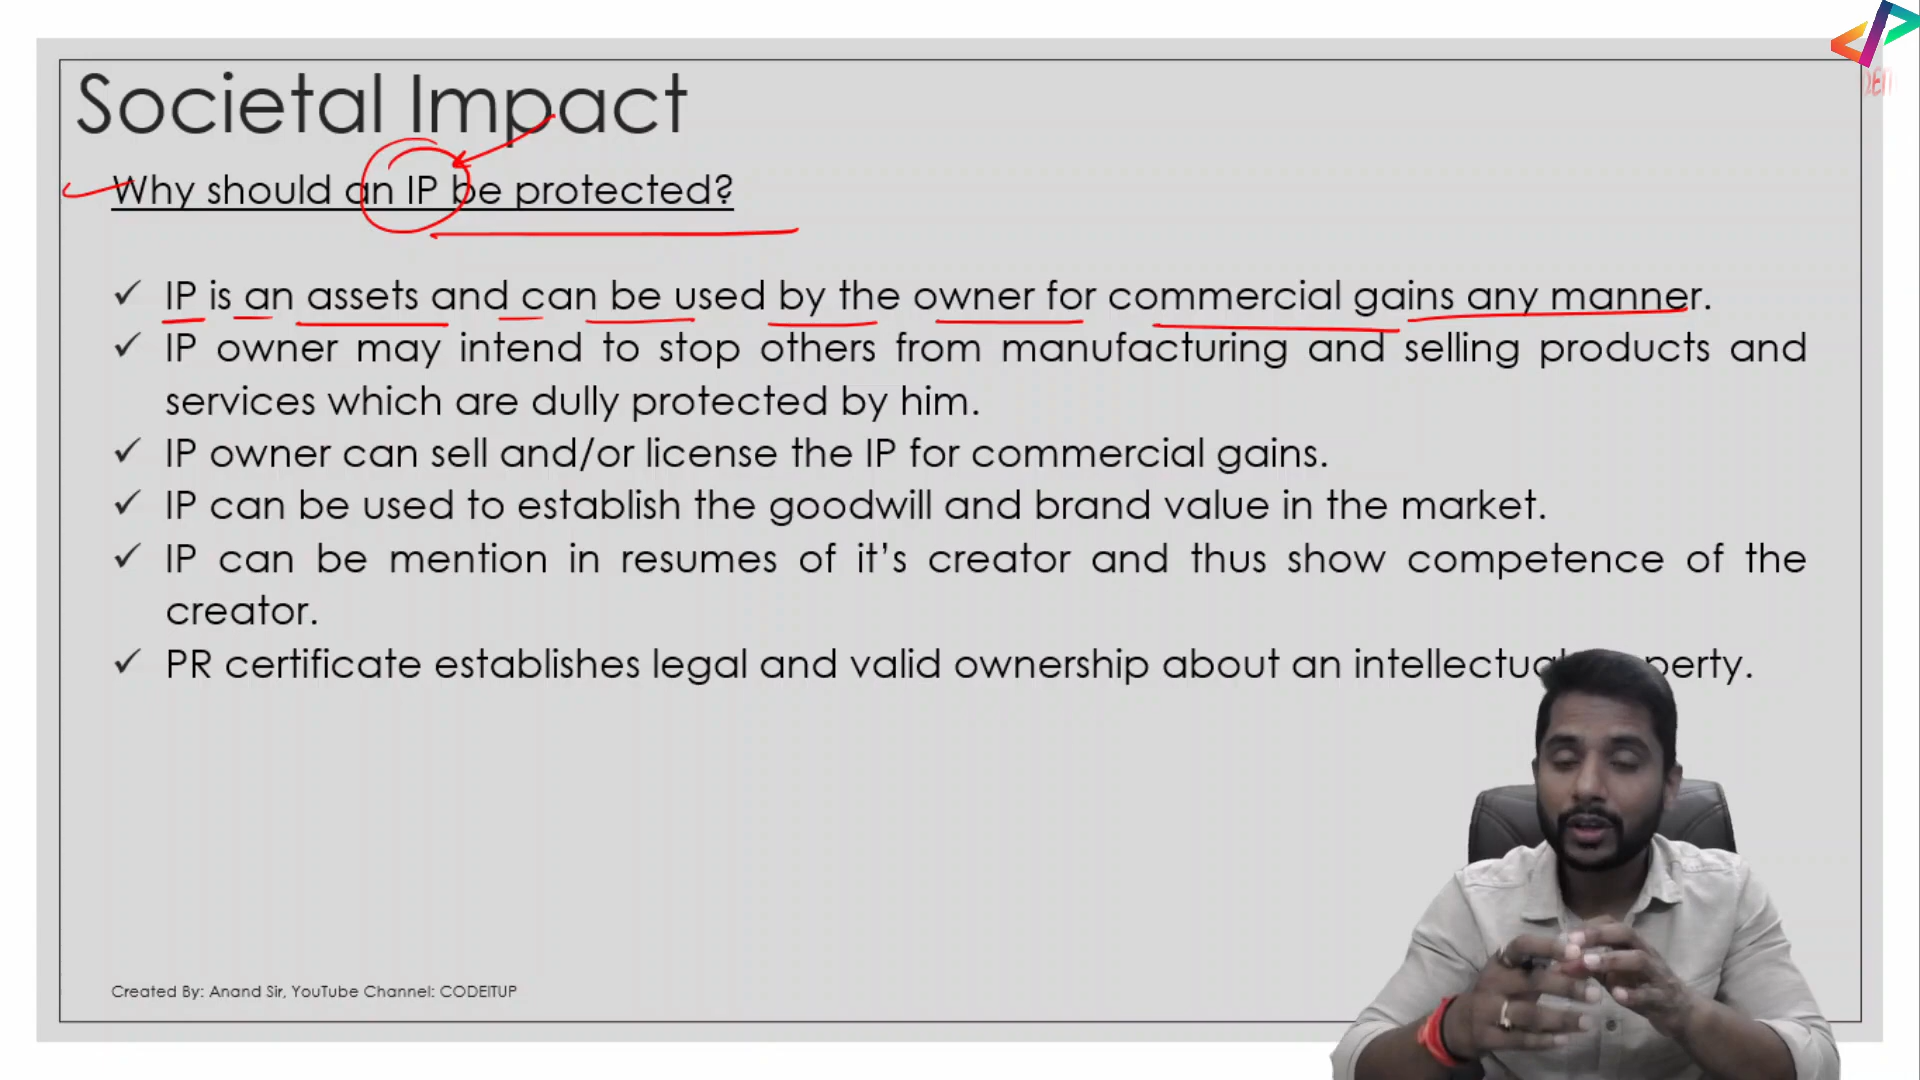 Societal Impact
Why should an IP be protected?
✓ IP is an assets and can be used by the owner for commercial gains any manner.
✓ IP owner may intend to stop others from manufacturing and selling products and
services which are dully protected by him.
✓ IP owner can sell and/or license the IP for commercial gains.
✓ IP can be used to establish the goodwill and brand value in the market.
✓ IP can be mention in resumes of it’s creator and thus show competence of the
creator.
✓ PR certificate establishes legal and valid ownership about an
Created By: Anand Sir, YouTube Channel: CODEITUP